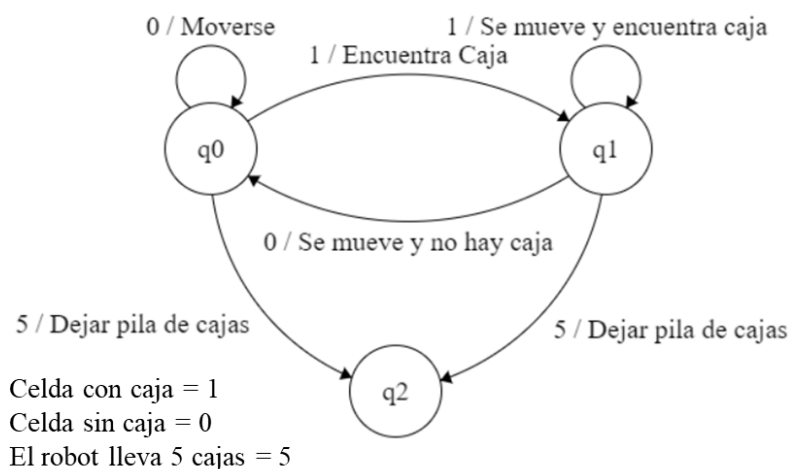 0 / Moverse
1 / Se mueve y encuentra caja
1 / Encuentra Caja
q0
q1
0 / Se mueve y no hay caja
5 / Dejar pila de cajas
5 / Dejar pila de cajas
q2
Celda con caja = 1
Celda sin caja = 0
El robot lleva 5 cajas = 5